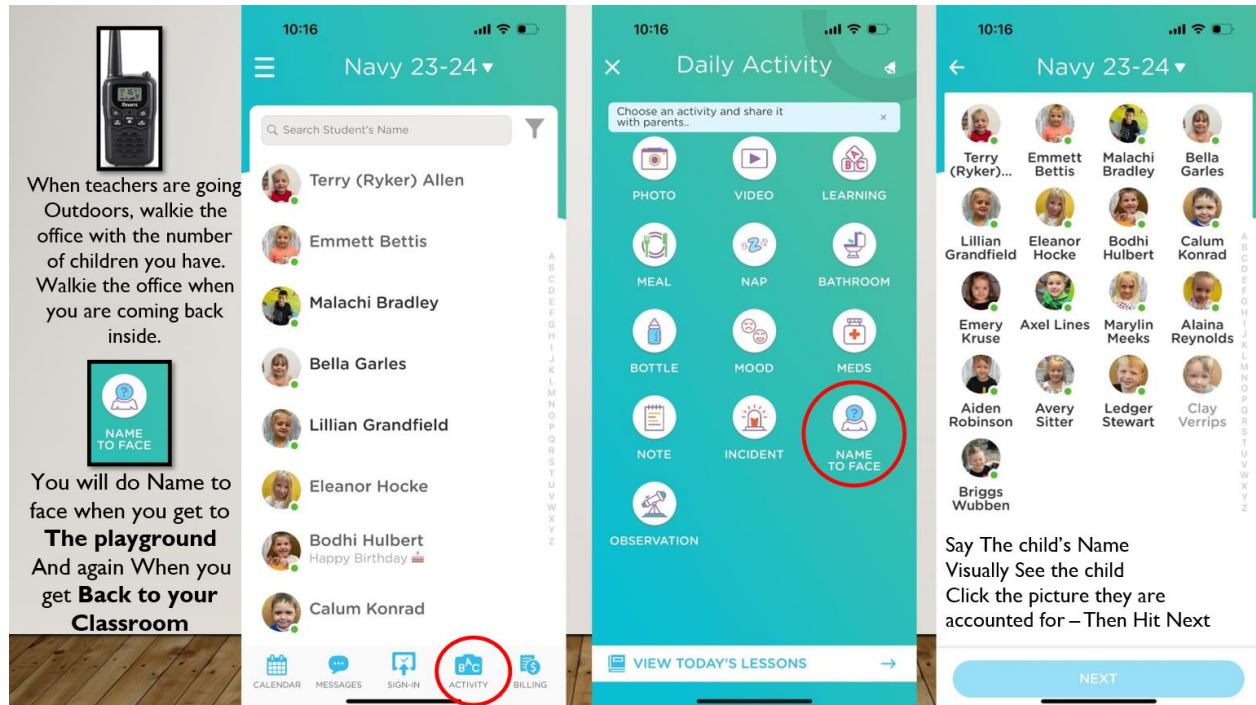 When teachers are going
Outdoors, walkie the
office with the number
of children you have.
Walkie the office when
you are coming back
inside.
NAME
TO FACE
You will do Name to
face when you get to
The playground
And again When you
get Back to your
Classroom
10:16
Navy 23-24
Search Student's Name
Terry (Ryker) Allen
Emmett Bettis
Malachi Bradley
Bella Garles
Lillian Grandfield
Eleanor Hocke
Bodhi Hulbert
Happy Birthday
Calum Konrad
A
B
C
D
E
F
G
H
I
J
K
L
M
N
O
P
Q
R
S
T
U
V
W
X
Y
Z
CALENDAR
MESSAGES
SIGN-IN
ACTIVITY
BILLING
10:16
Daily Activity
Choose an activity and share it
with parents..
PHOTO
VIDEO
LEARNING
MEAL
NAP
BATHROOM
BOTTLE
MOOD
MEDS
NOTE
INCIDENT
NAME
TO FACE
OBSERVATION
VIEW TODAY'S LESSONS
10:16
Navy 23-24
Terry
(Ryker)...
Emmett
Bettis
Malachi
Bradley
Bella
Garles
Lillian
Grandfield
Eleanor
Hocke
Bodhi
Hulbert
Calum
Konrad
Emery
Kruse
Axel Lines
Marylin
Meeks
Alaina
Reynolds
Aiden
Robinson
Avery
Sitter
Ledger
Stewart
Clay
Verrips
Briggs
Wubben
A
B
C
D
E
F
G
H
I
J
K
L
M
N
O
P
Q
R
S
T
U
V
W
X
Y
Z
Say The child's Name
Visually See the child
Click the picture they are
accounted for – Then Hit Next
NEXT